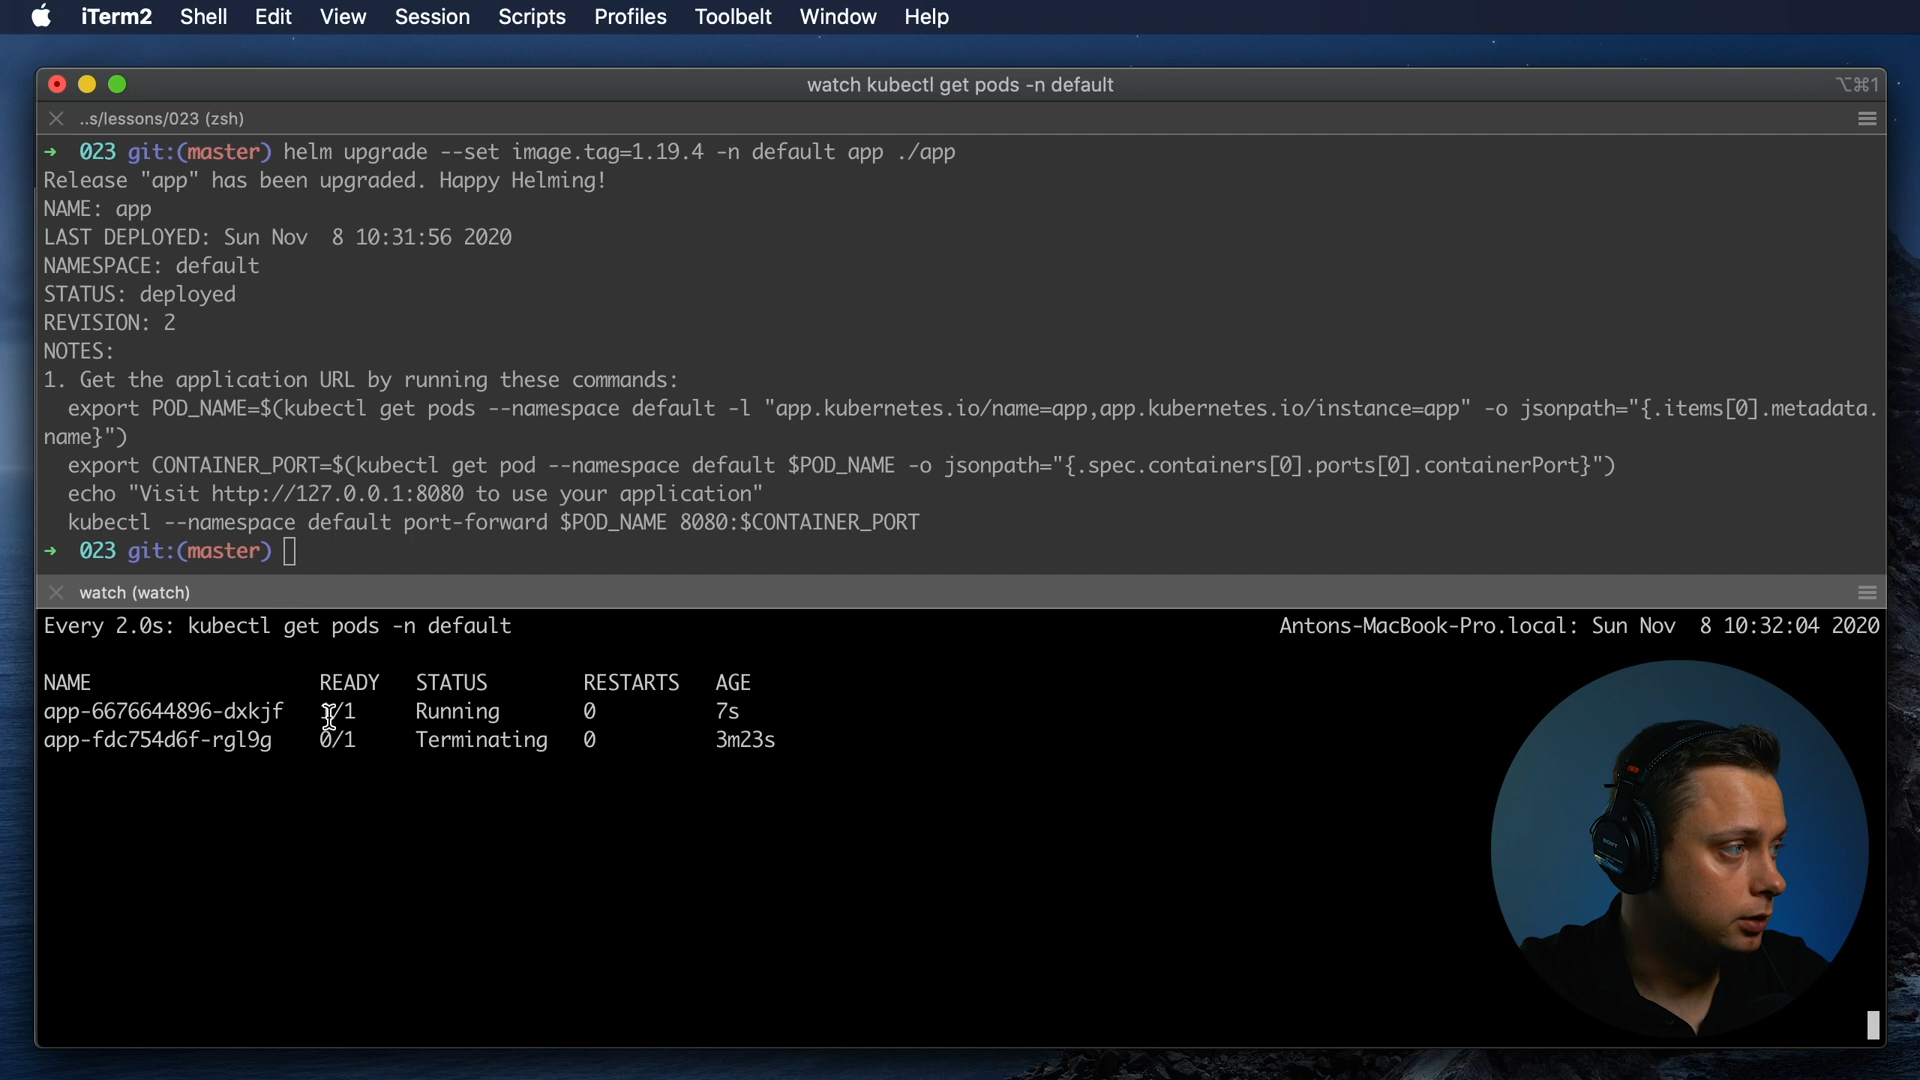 iTerm2 Shell Edit View Session Scripts Profiles Toolbelt Window Help
watch kubectl get pods -n default ⌥⌘1
..s/lessons/023 (zsh)
→ 023 git:(master) helm upgrade --set image.tag=1.19.4 -n default app ./app
Release "app" has been upgraded. Happy Helming!
NAME: app
LAST DEPLOYED: Sun Nov  8 10:31:56 2020
NAMESPACE: default
STATUS: deployed
REVISION: 2
NOTES:
1. Get the application URL by running these commands:
  export POD_NAME=$(kubectl get pods --namespace default -l "app.kubernetes.io/name=app,app.kubernetes.io/instance=app" -o jsonpath="{.items[0].metadata.
name}")
  export CONTAINER_PORT=$(kubectl get pod --namespace default $POD_NAME -o jsonpath="{.spec.containers[0].ports[0].containerPort}")
  echo "Visit http://127.0.0.1:8080 to use your application"
  kubectl --namespace default port-forward $POD_NAME 8080:$CONTAINER_PORT
→ 023 git:(master)
watch (watch)
Every 2.0s: kubectl get pods -n default Antons-MacBook-Pro.local: Sun Nov  8 10:32:04 2020
NAME READY STATUS RESTARTS AGE
app-6676644896-dxkjf 1/1 Running 0 7s
app-fdc754d6f-rgl9g 0/1 Terminating 0 3m23s
SONY